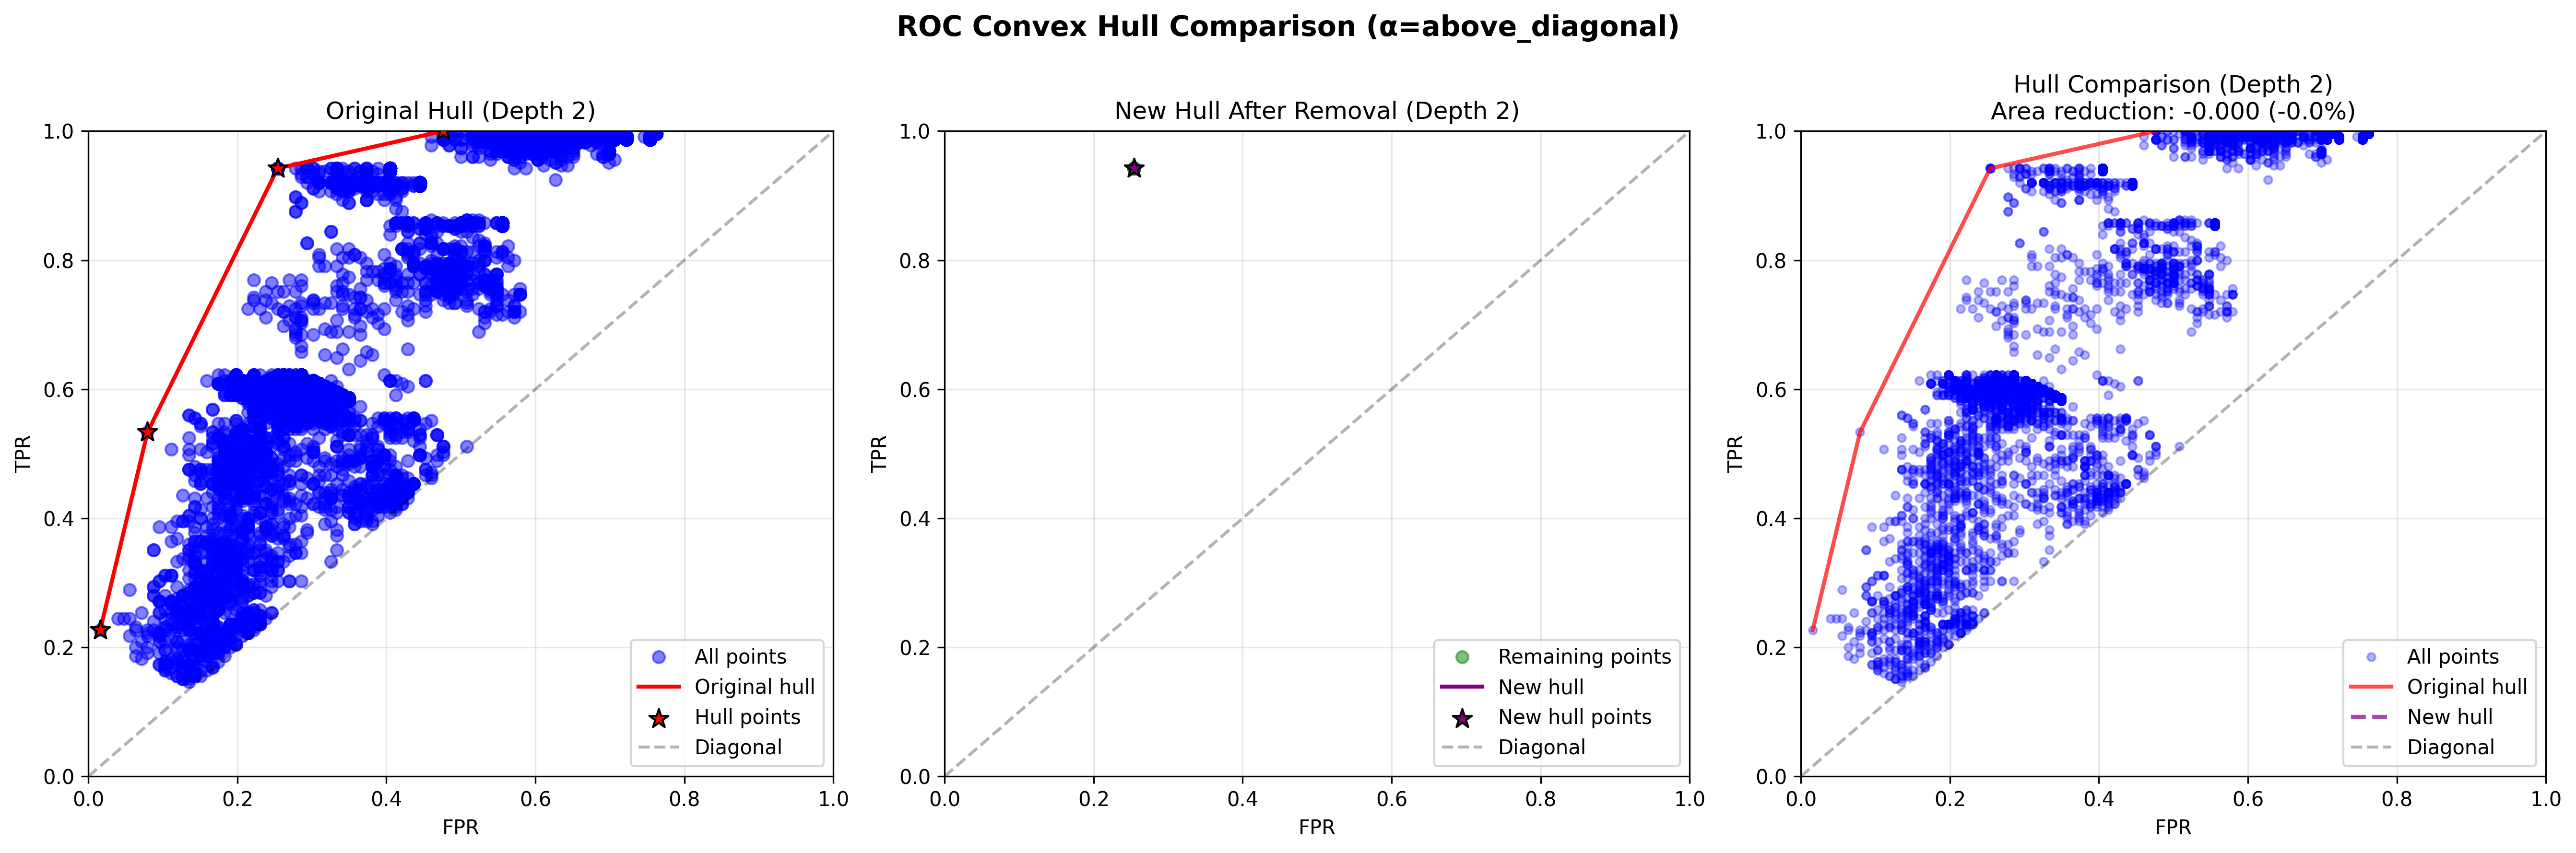 ROC Convex Hull Comparison (α=above_diagonal)
Original Hull (Depth 2)
1.0
0.8
0.6
0.4
0.2
0.0
TPR
0.0 0.2 0.4 0.6 0.8 1.0
FPR
All points
Original hull
Hull points
Diagonal
New Hull After Removal (Depth 2)
1.0
0.8
0.6
0.4
0.2
0.0
TPR
0.0 0.2 0.4 0.6 0.8 1.0
FPR
Remaining points
New hull
New hull points
Diagonal
Hull Comparison (Depth 2)
Area reduction: -0.000 (-0.0%)
1.0
0.8
0.6
0.4
0.2
0.0
TPR
0.0 0.2 0.4 0.6 0.8 1.0
FPR
All points
Original hull
New hull
Diagonal